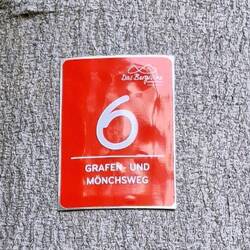 Das Bergische
6
GRAFEN- UND
MÖNCHSWEG